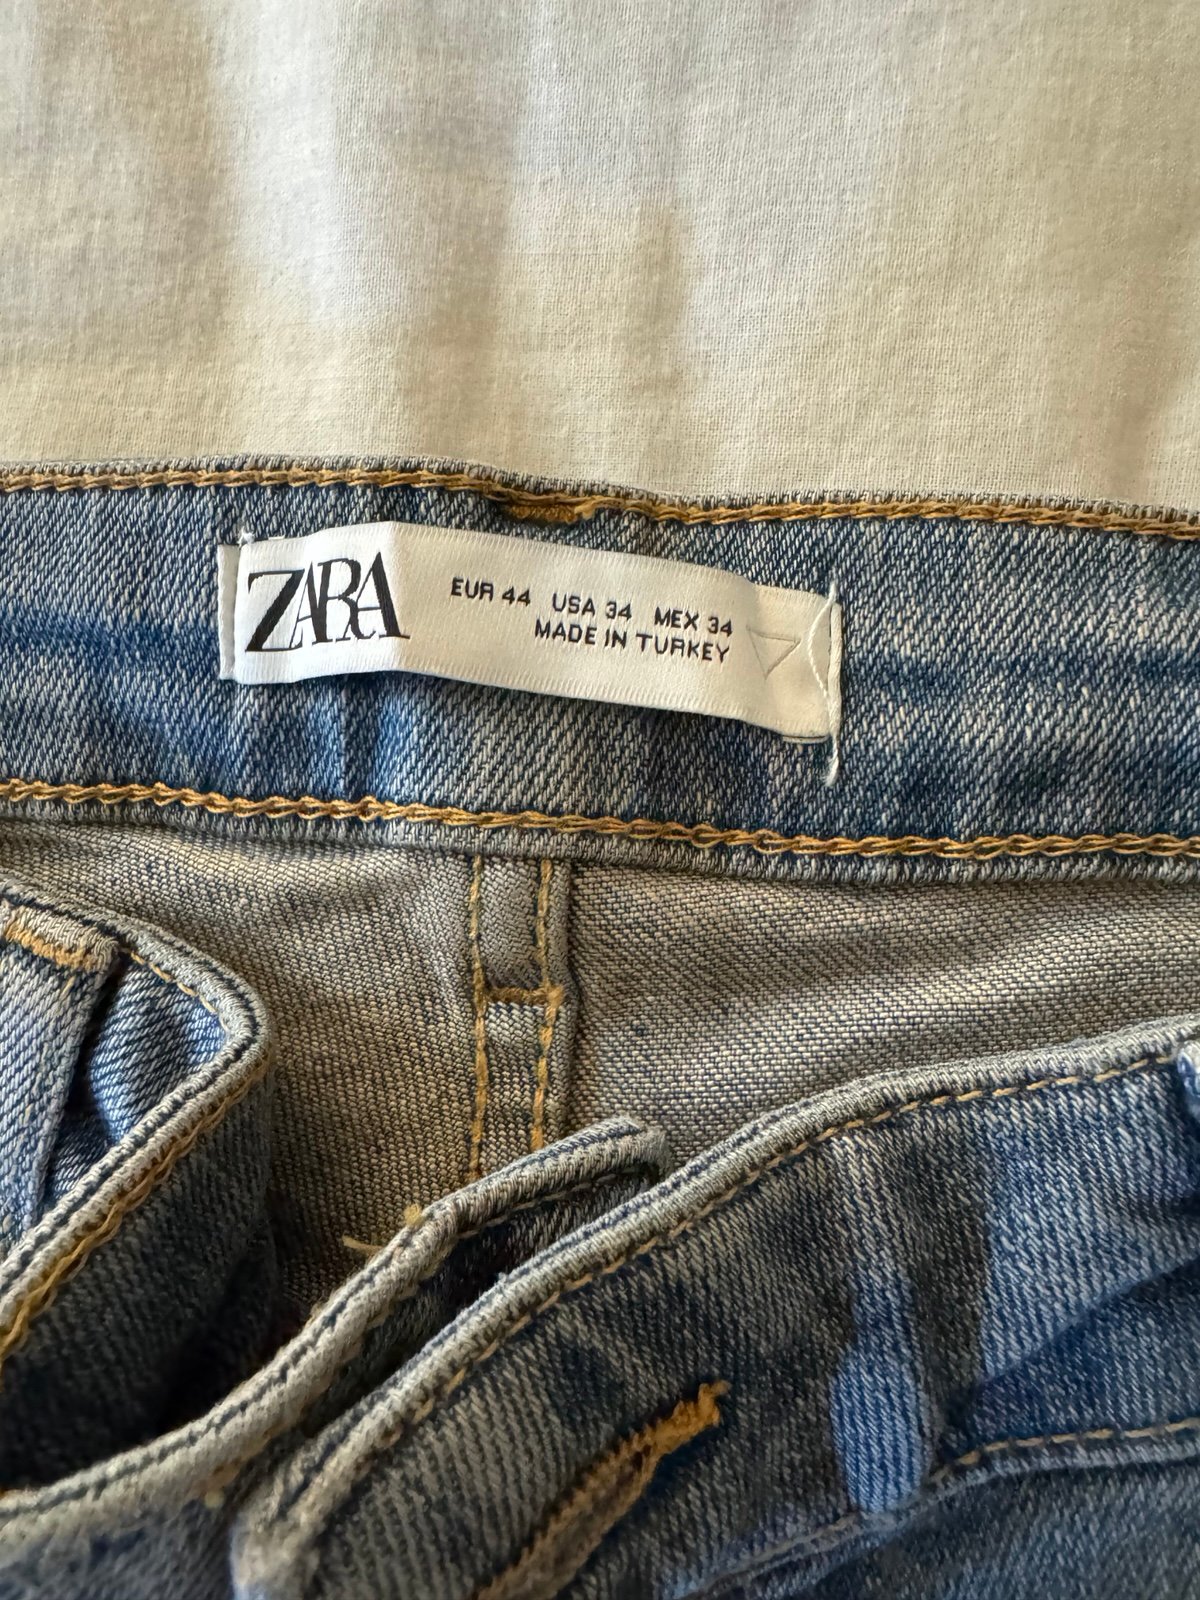 ZARA
EUR 44 USA 34 MEX 34
MADE IN TURKEY